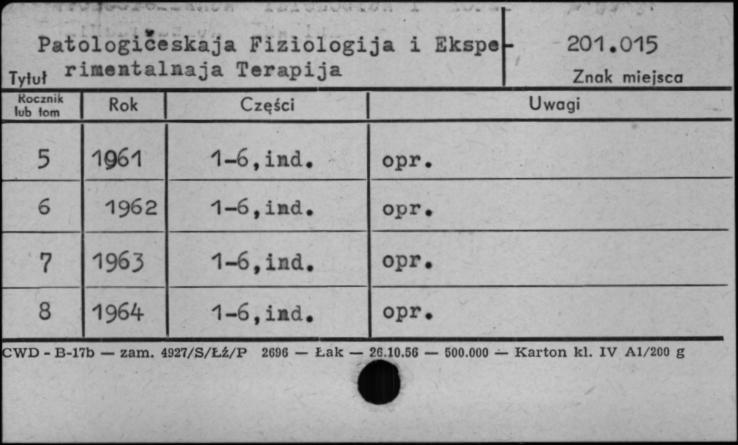 Patologičeskaja Fiziologija i Ekspe- 201.015
Tytuł rimentalnaja Terapija Znak miejsca
Rocznik lub tom Rok Części Uwagi
5 1961 1-6,ind. opr.
6 1962 1-6,ind. opr.
7 1963 1-6,ind. opr.
8 1964 1-6,ind. opr.
CWD - B-17b — zam. 4927/S/Łż/P 2696 — Łak — 26.10.56 — 500.000 — Karton kl. IV A1/200 g